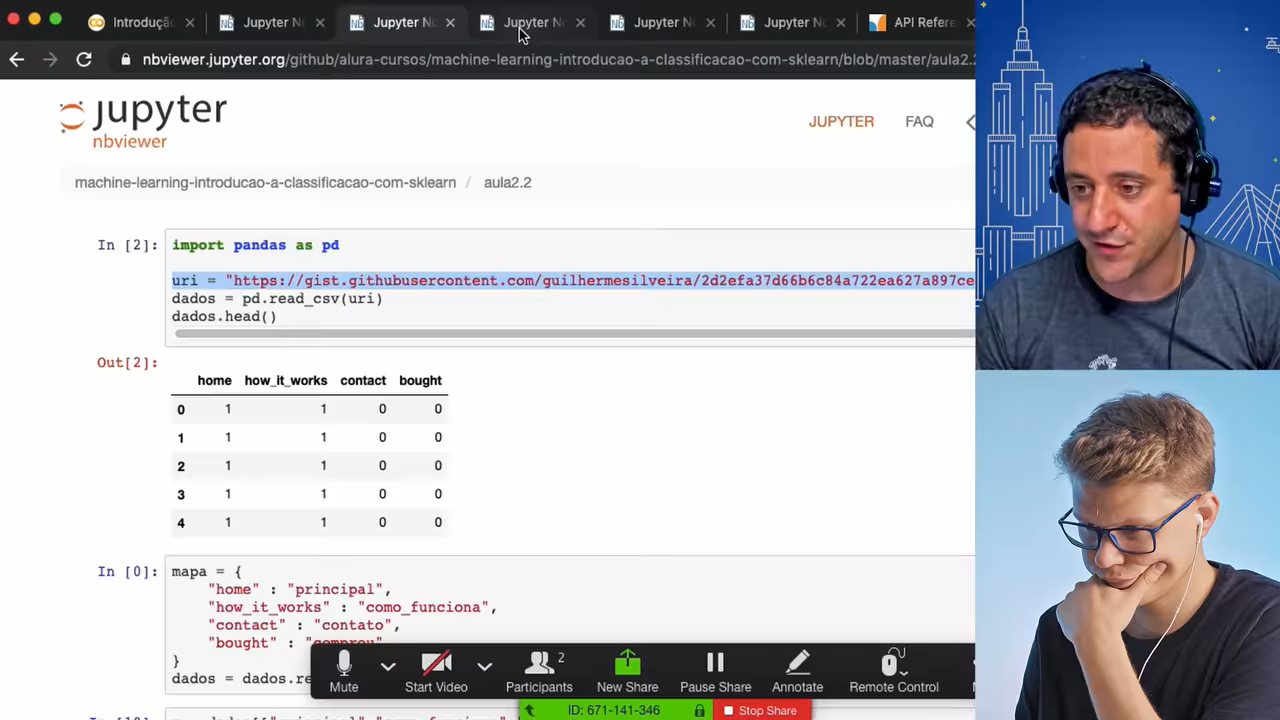 Introduçã
Jupyter N
Jupyter N
Jupyter N
Jupyter N
Jupyter N
API Refere
nbviewer.jupyter.org/github/alura-cursos/machine-learning-introducao-a-classificacao-com-sklearn/blob/master/aula2.2
jupyter
nbviewer
JUPYTER FAQ
machine-learning-introducao-a-classificacao-com-sklearn / aula2.2
In [2]: import pandas as pd
uri = "https://gist.githubusercontent.com/guilhermesilveira/2d2efa37d66b6c84a722ea627a897ce
dados = pd.read_csv(uri)
dados.head()
Out[2]:
home how_it_works contact bought
0 1 1 0 0
1 1 1 0 0
2 1 1 0 0
3 1 1 0 0
4 1 1 0 0
In [0]: mapa = {
"home" : "principal",
"how_it_works" : "como_funciona",
"contact" : "contato",
"bought" : "comprou"
}
dados = dados.re
Mute
Start Video
Participants 2
New Share
Pause Share
Annotate
Remote Control
ID: 671-141-346
Stop Share